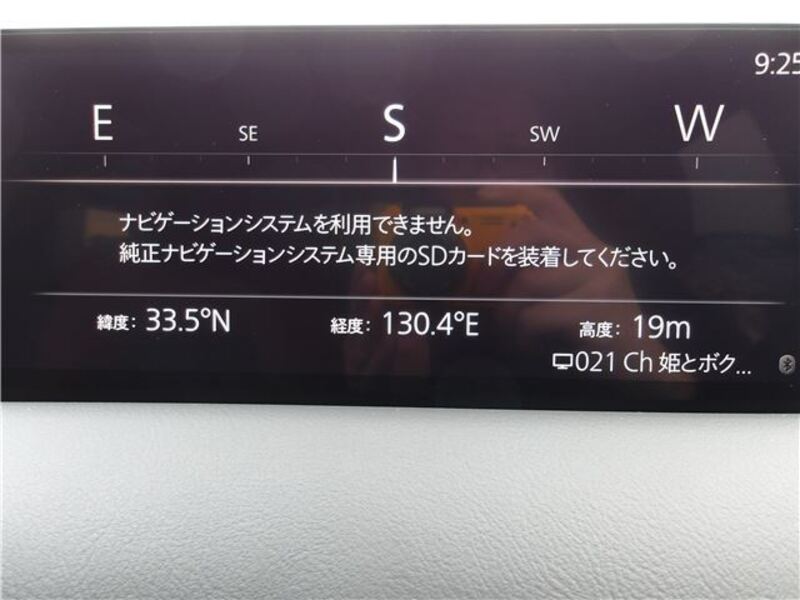 9:25
E SE S SW W
ナビゲーションシステムを利用できません。
純正ナビゲーションシステム専用のSDカードを装着してください。
緯度: 33.5°N 経度: 130.4°E 高度: 19m
021 Ch 姫とボク...